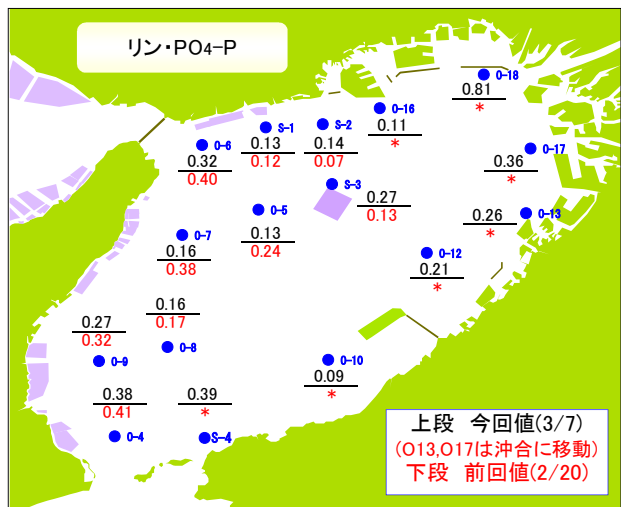 リン・PO4-P
O-18
0.81
*
O-16
0.11
*
S-2
0.14
0.07
S-1
0.13
0.12
O-6
0.32
0.40
O-17
0.36
*
S-3
0.27
0.13
O-5
0.13
0.24
O-13
0.26
*
O-7
0.16
0.38
O-12
0.21
*
0.16
0.17
O-8
0.27
0.32
O-9
O-10
0.09
*
0.38
0.41
O-4
0.39
*
S-4
上段 今回値(3/7)
(O13,O17は沖合に移動)
下段 前回値(2/20)